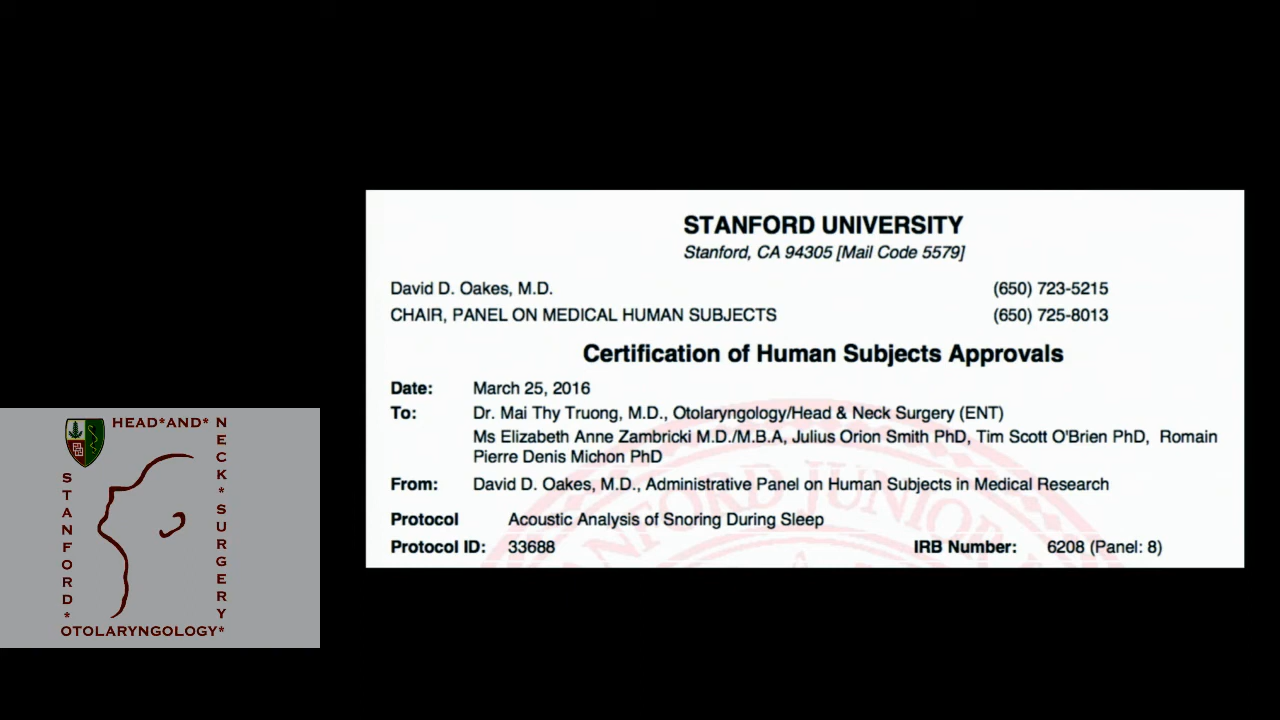 STANFORD UNIVERSITY
Stanford, CA 94305 [Mail Code 5579]
David D. Oakes, M.D. (650) 723-5215
CHAIR, PANEL ON MEDICAL HUMAN SUBJECTS (650) 725-8013
Certification of Human Subjects Approvals
Date: March 25, 2016
To: Dr. Mai Thy Truong, M.D., Otolaryngology/Head & Neck Surgery (ENT)
Ms Elizabeth Anne Zambricki M.D./M.B.A, Julius Orion Smith PhD, Tim Scott O'Brien PhD, Romain
Pierre Denis Michon PhD
From: David D. Oakes, M.D., Administrative Panel on Human Subjects in Medical Research
Protocol Acoustic Analysis of Snoring During Sleep
Protocol ID: 33688 IRB Number: 6208 (Panel: 8)
HEAD*AND*
NECK*SURGERY
STANFORD*
OTOLARYNGOLOGY*